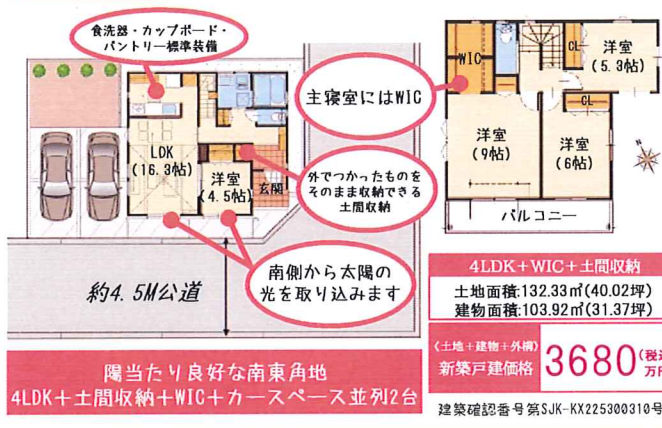 食洗器・カップボード・
パントリー標準装備
LDK
(16.3帖)
洋室
(4.5帖)
玄関
主寝室にはWIC
外でつかったものを
そのまま収納できる
土間収納
南側から太陽の
光を取り込みます
約4.5M公道
陽当たり良好な南東角地
4LDK+土間収納+WIC+カースペース並列2台
WIC
CL
洋室
(5.3帖)
CL
洋室
(9帖)
洋室
(6帖)
N
バルコニー
4LDK+WIC+土間収納
土地面積:132.33㎡(40.02坪)
建物面積:103.92㎡(31.37坪)
(土地+建物+外構)
新築戸建価格
3680
(税込
万円
建築確認番号第SJK-KX225300310号